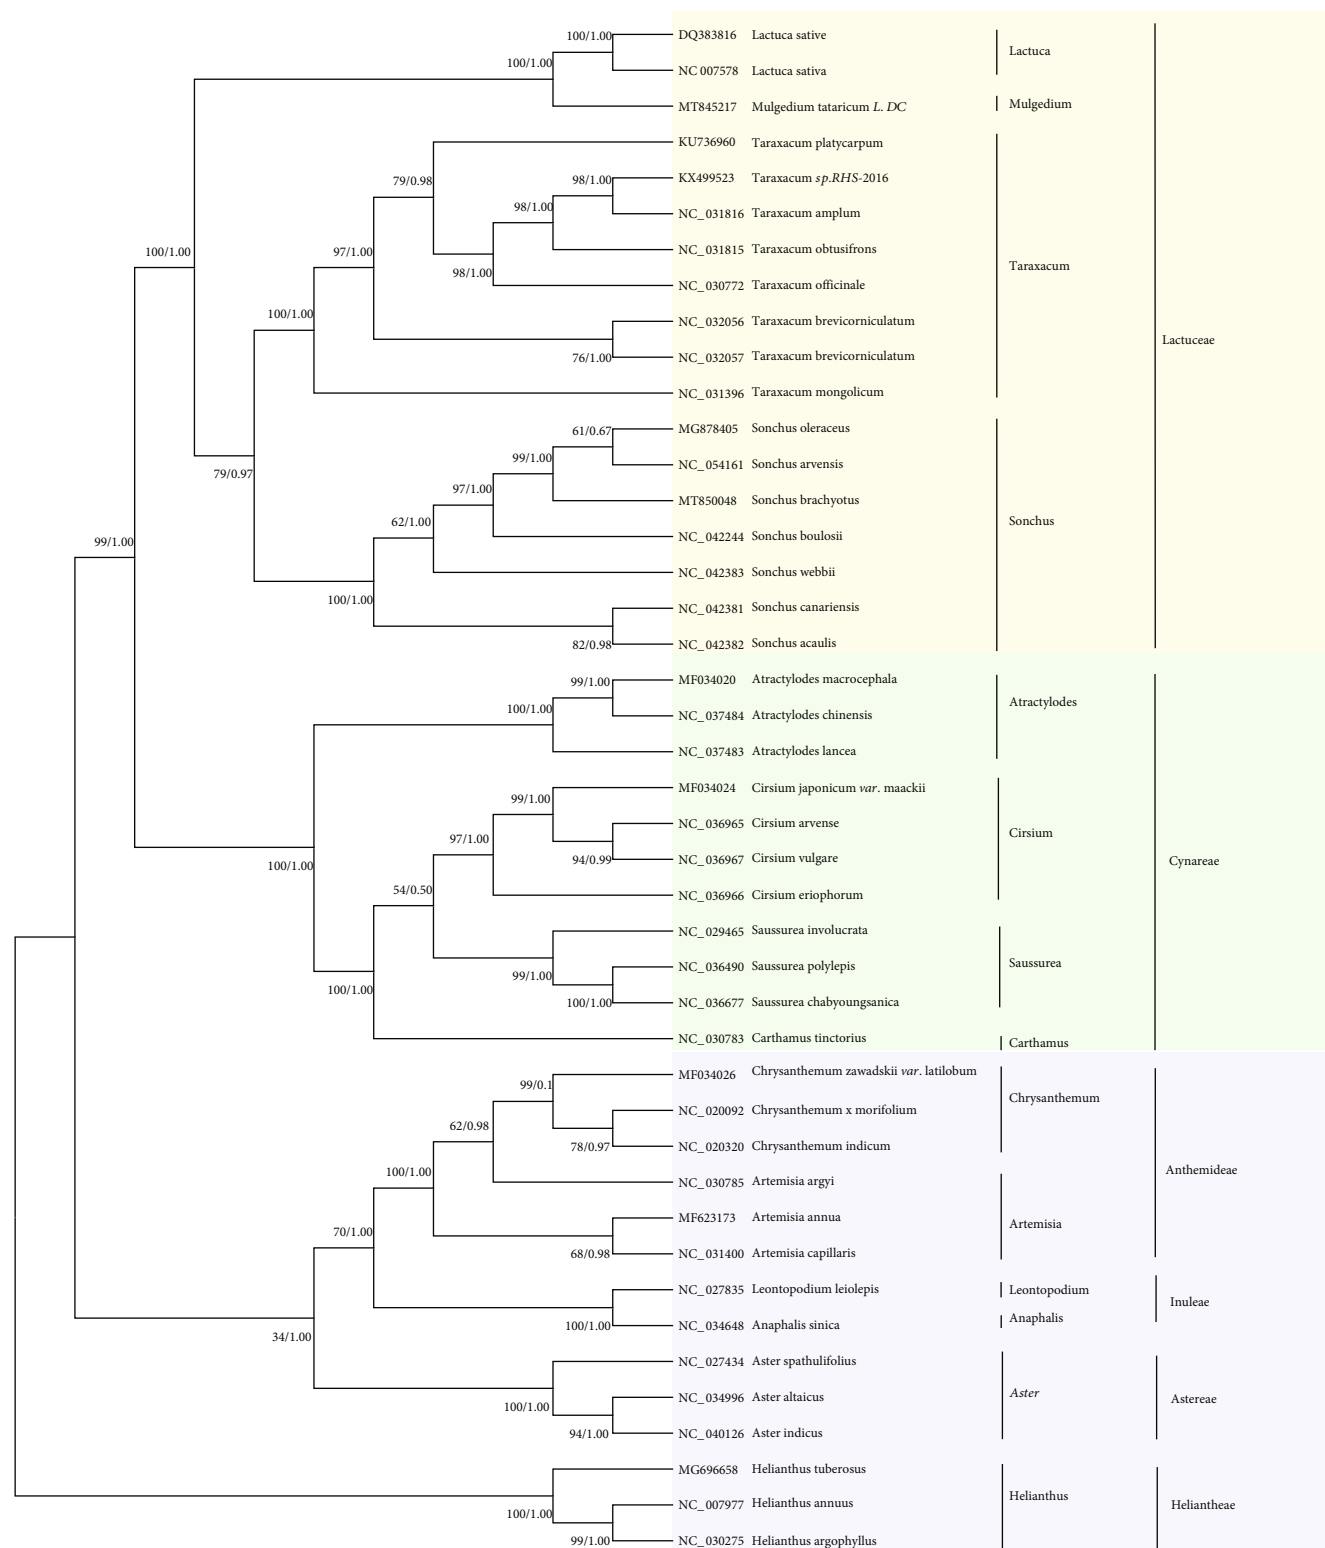 100/1.00 DQ383816 Lactuca sative
Lactuca
100/1.00
NC 007578 Lactuca sativa
MT845217 Mulgedium tataricum L. DC Mulgedium
KU736960 Taraxacum platycarpum
79/0.98 98/1.00 KX499523 Taraxacum sp.RHS-2016
98/1.00 NC_031816 Taraxacum amplum
100/1.00 97/1.00 NC_031815 Taraxacum obtusifrons
Taraxacum
98/1.00 NC_030772 Taraxacum officinale
100/1.00 NC_032056 Taraxacum brevicorniculatum
Lactuceae
76/1.00 NC_032057 Taraxacum brevicorniculatum
NC_031396 Taraxacum mongolicum
61/0.67 MG878405 Sonchus oleraceus
99/1.00 NC_054161 Sonchus arvensis
79/0.97
97/1.00 MT850048 Sonchus brachyotus
62/1.00 Sonchus
99/1.00 NC_042244 Sonchus boulosii
NC_042383 Sonchus webbii
100/1.00 NC_042381 Sonchus canariensis
82/0.98 NC_042382 Sonchus acaulis
99/1.00 MF034020 Atractylodes macrocephala
Atractylodes
100/1.00 NC_037484 Atractylodes chinensis
NC_037483 Atractylodes lancea
MF034024 Cirsium japonicum var. maackii
99/1.00
NC_036965 Cirsium arvense
Cirsium
97/1.00
94/0.99 NC_036967 Cirsium vulgare
Cynareae
100/1.00
54/0.50 NC_036966 Cirsium eriophorum
NC_029465 Saussurea involucrata
Saussurea
99/1.00 NC_036490 Saussurea polylepis
100/1.00 100/1.00 NC_036677 Saussurea chabyoungsanica
NC_030783 Carthamus tinctorius Carthamus
MF034026 Chrysanthemum zawadskii var. latilobum
99/0.1
Chrysanthemum
NC_020092 Chrysanthemum x morifolium
62/0.98
78/0.97 NC_020320 Chrysanthemum indicum
100/1.00 Anthemideae
NC_030785 Artemisia argyi
MF623173 Artemisia annua
Artemisia
70/1.00
68/0.98 NC_031400 Artemisia capillaris
NC_027835 Leontopodium leiolepis Leontopodium
Inuleae
Anaphalis
100/1.00 NC_034648 Anaphalis sinica
34/1.00
NC_027434 Aster spathulifolius
Aster
NC_034996 Aster altaicus Astereae
100/1.00
94/1.00 NC_040126 Aster indicus
MG696658 Helianthus tuberosus
Helianthus
NC_007977 Helianthus annuus Heliantheae
100/1.00
99/1.00 NC_030275 Helianthus argophyllus